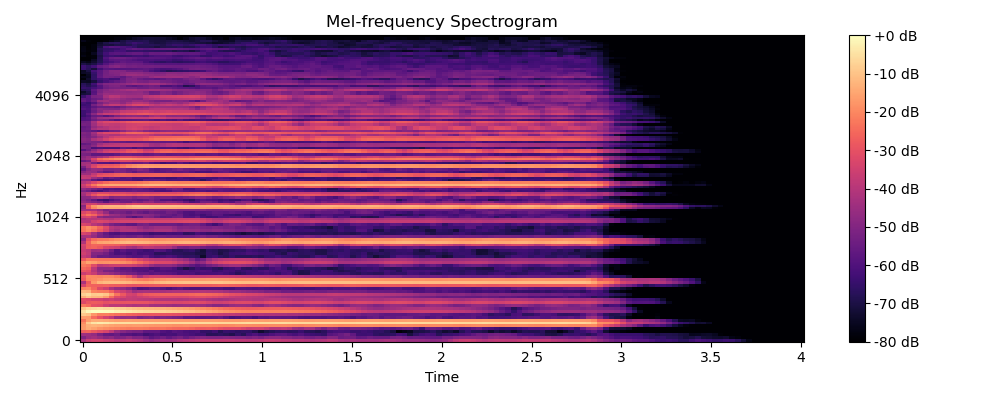 Mel-frequency Spectrogram
Hz
4096
2048
1024
512
0
0
0.5
1
1.5
2
2.5
3
3.5
4
Time
+0 dB
-10 dB
-20 dB
-30 dB
-40 dB
-50 dB
-60 dB
-70 dB
-80 dB